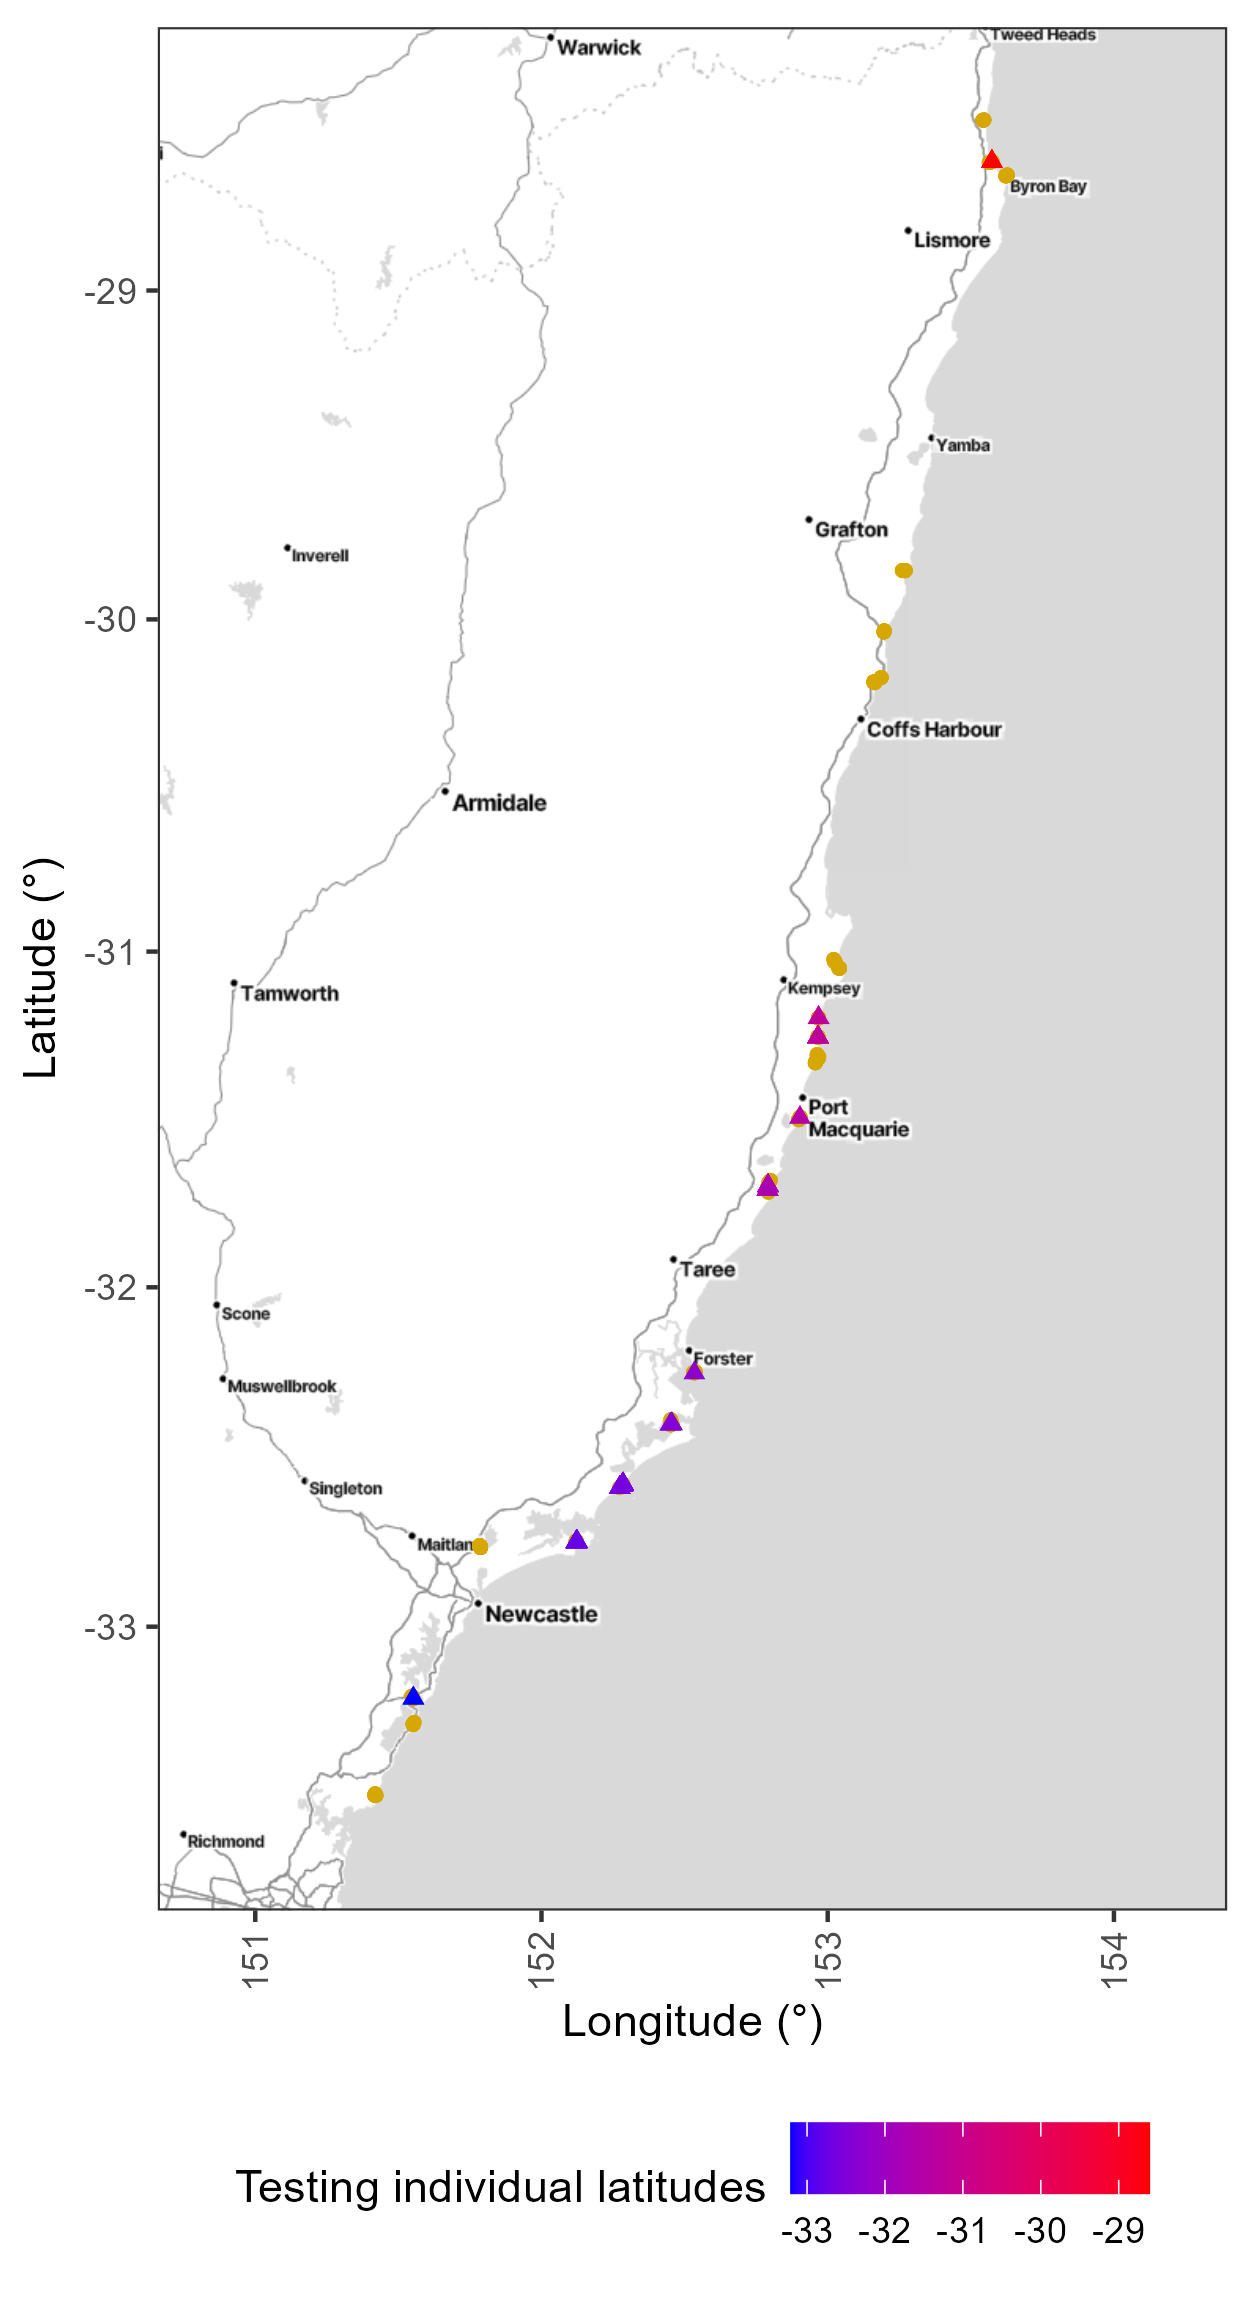 Tweed Heads
Warwick
i
Byron Bay
Lismore
-29
Yamba
Grafton
Inverell
-30
Coffs Harbour
Armidale
Latitude (°)
-31
Kempsey
Tamworth
Port
Macquarie
Taree
-32
Scone
Forster
Muswellbrook
Singleton
Maitlan
Newcastle
-33
Richmond
151 152 153 154
Longitude (°)
Testing individual latitudes
-33 -32 -31 -30 -29